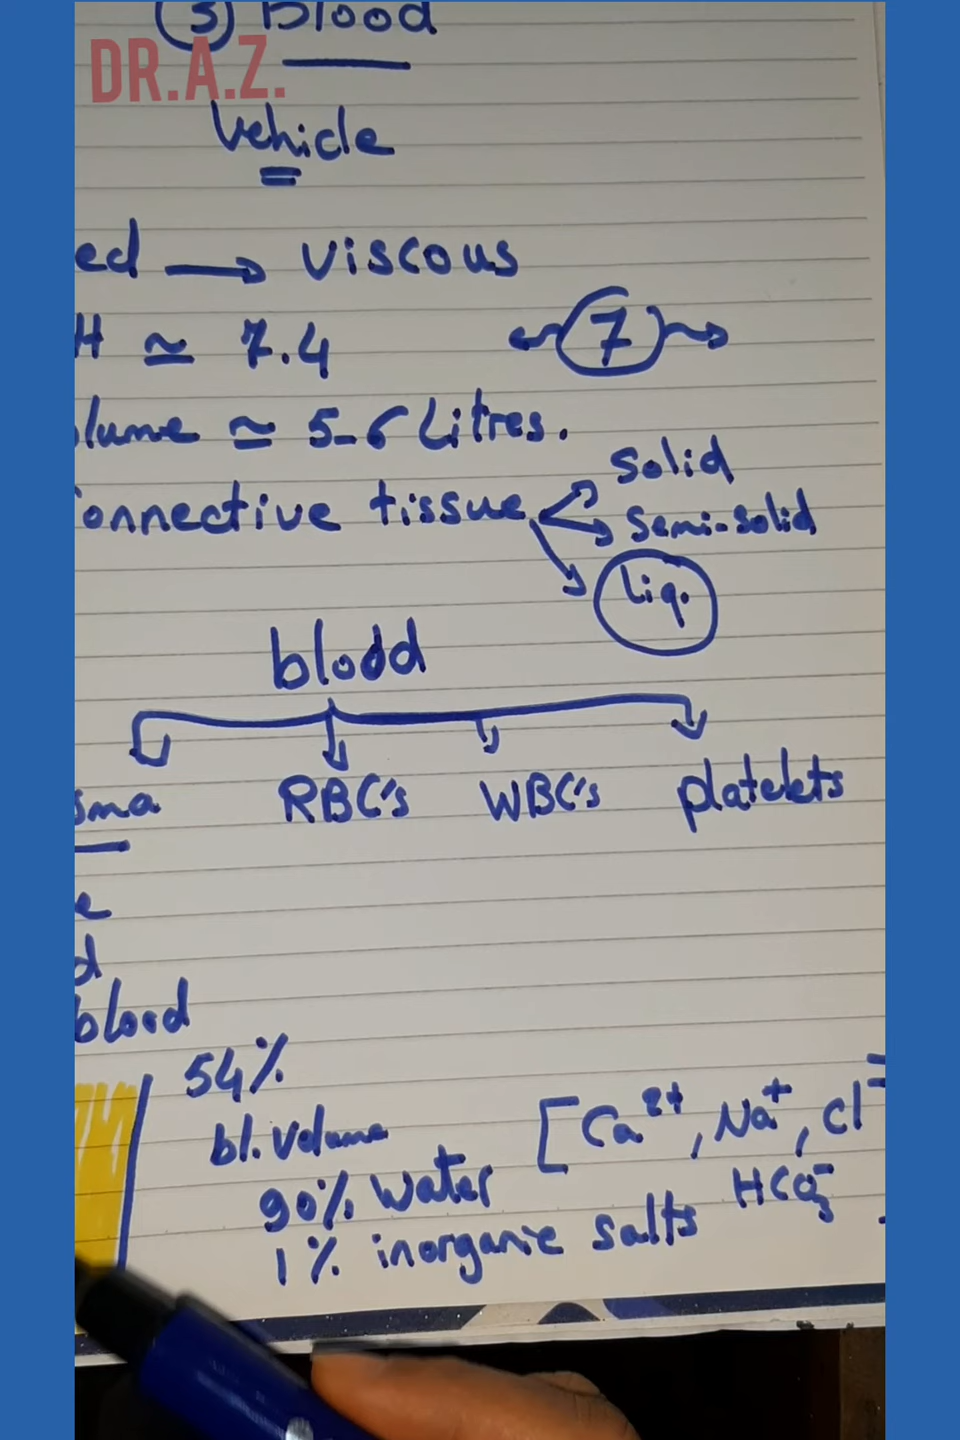 (3) Blood
DR.A.Z.
Vehicle
ed → viscous
H ≃ 7.4 7
lume ≃ 5-6 Litres.
onnective tissue solid
semi-solid
Liq.
blodd
sma RBC's WBC's platelets
e
d
blood
54%
bl. volume [Ca2+, Na+, Cl-
90% water HCO3-
1% inorganic salts